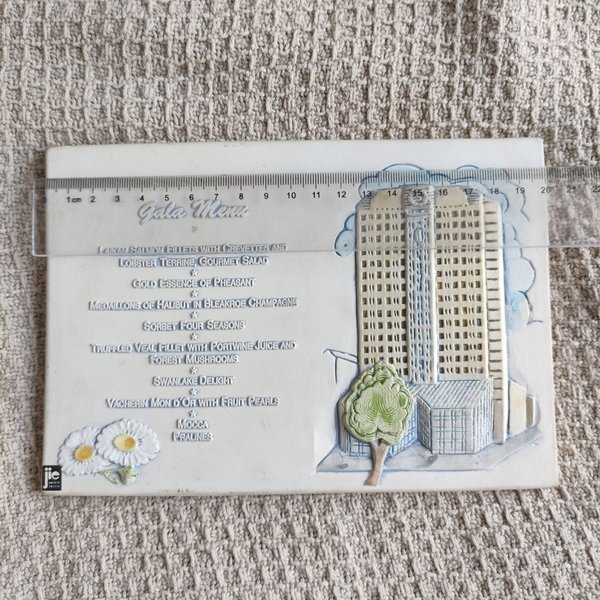 1cm 2 3 4 5 6 7 8 9 10 11 12 13 14 15 16 17 18 19 20 21 22
Gala Menu
*
Laikan Salmon Fillets with Crevettes and
Lobster Terrine, Gourmet Salad
*
Gold Essence of Pheasant
*
Medaillons of Halibut in Bleakroe Champagne
*
Sorbet Four Seasons
*
Truffled Veal Fillet with Portwine Juice and
Forest Mushrooms
*
Swanlake Delight
*
Vacherin Mon d'Or with Fruit Pearls
*
Mocca
Pralines
jie